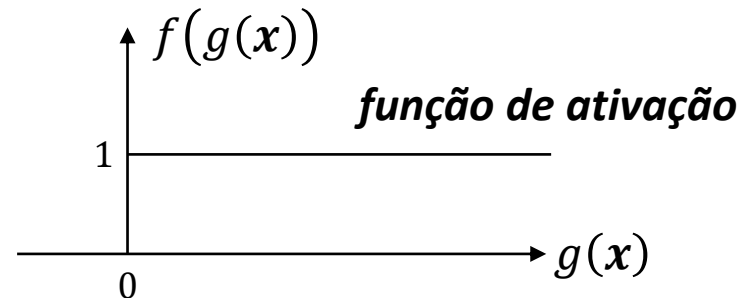 f(g(x))
função de ativação
1
g(x)
0